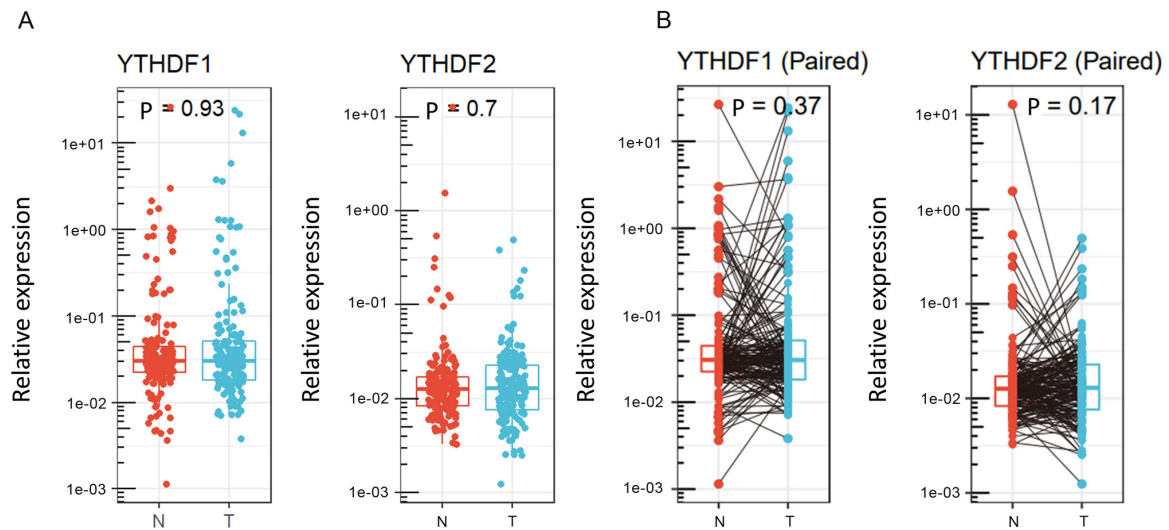 A
B
YTHDF1
YTHDF2
YTHDF1 (Paired)
YTHDF2 (Paired)
P = 0.93
P = 0.7
P = 0.37
P = 0.17
Relative expression
1e+01
1e+00
1e-01
1e-02
1e-03
N
T
Relative expression
1e+01
1e+00
1e-01
1e-02
1e-03
N
T
Relative expression
1e+01
1e+00
1e-01
1e-02
1e-03
N
T
Relative expression
1e+01
1e+00
1e-01
1e-02
1e-03
N
T